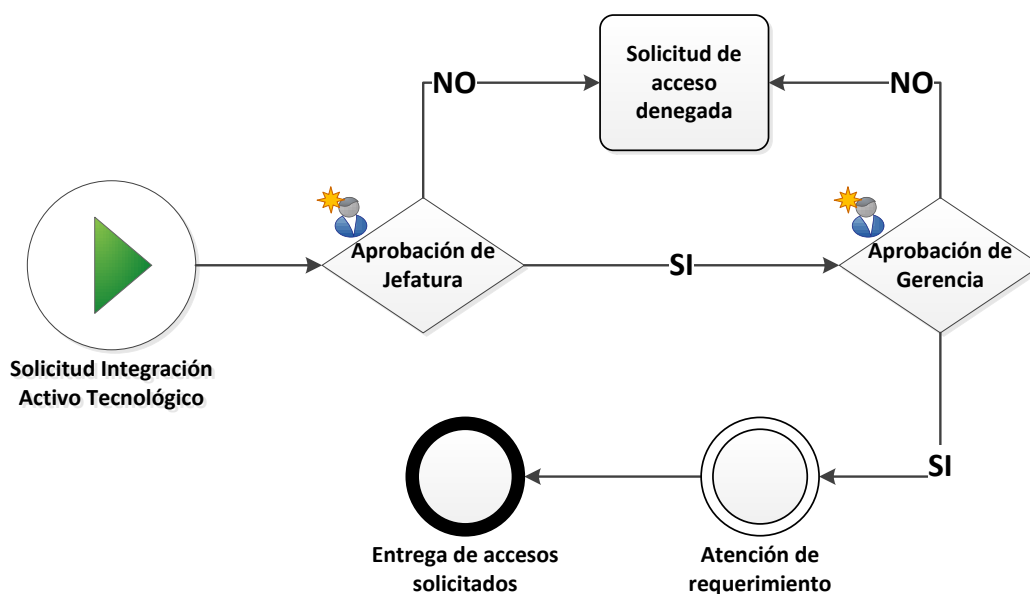 Solicitud de
acceso
denegada
NO
NO
Aprobación de
Jefatura
SI
Aprobación de
Gerencia
Solicitud Integración
Activo Tecnológico
SI
Entrega de accesos
solicitados
Atención de
requerimiento